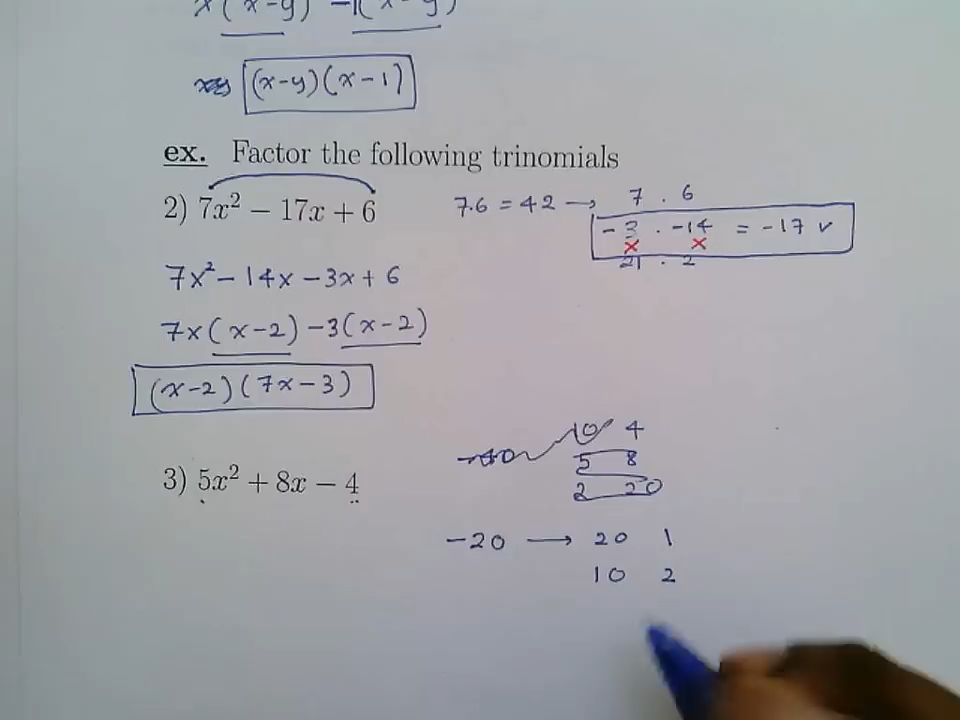 x(x-y) -1(x-y)
(x-y)(x-1)
ex. Factor the following trinomials
2) 7x² − 17x + 6
7.6 = 42 → 7 . 6
-3 . -14 = -17 ✓
x x
21 . 2
7x² - 14x - 3x + 6
7x(x-2) -3(x-2)
(x-2)(7x-3)
10 4
-40
5 8
3) 5x² + 8x − 4
2 20
-20 → 20 1
10 2